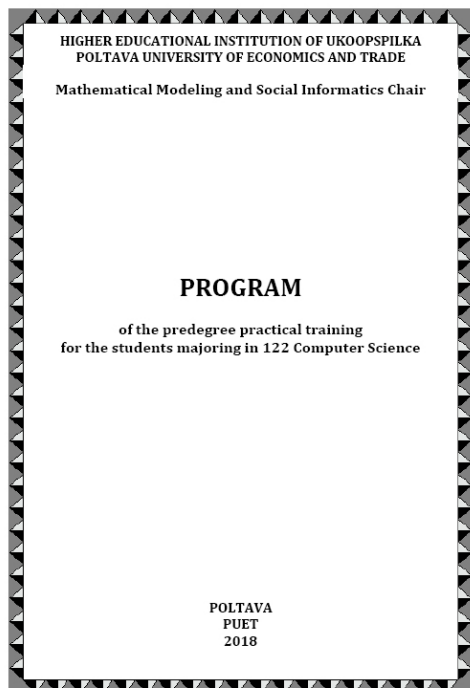 HIGHER EDUCATIONAL INSTITUTION OF UKOOPSPILKA
POLTAVA UNIVERSITY OF ECONOMICS AND TRADE
Mathematical Modeling and Social Informatics Chair
PROGRAM
of the predegree practical training
for the students majoring in 122 Computer Science
POLTAVA
PUET
2018